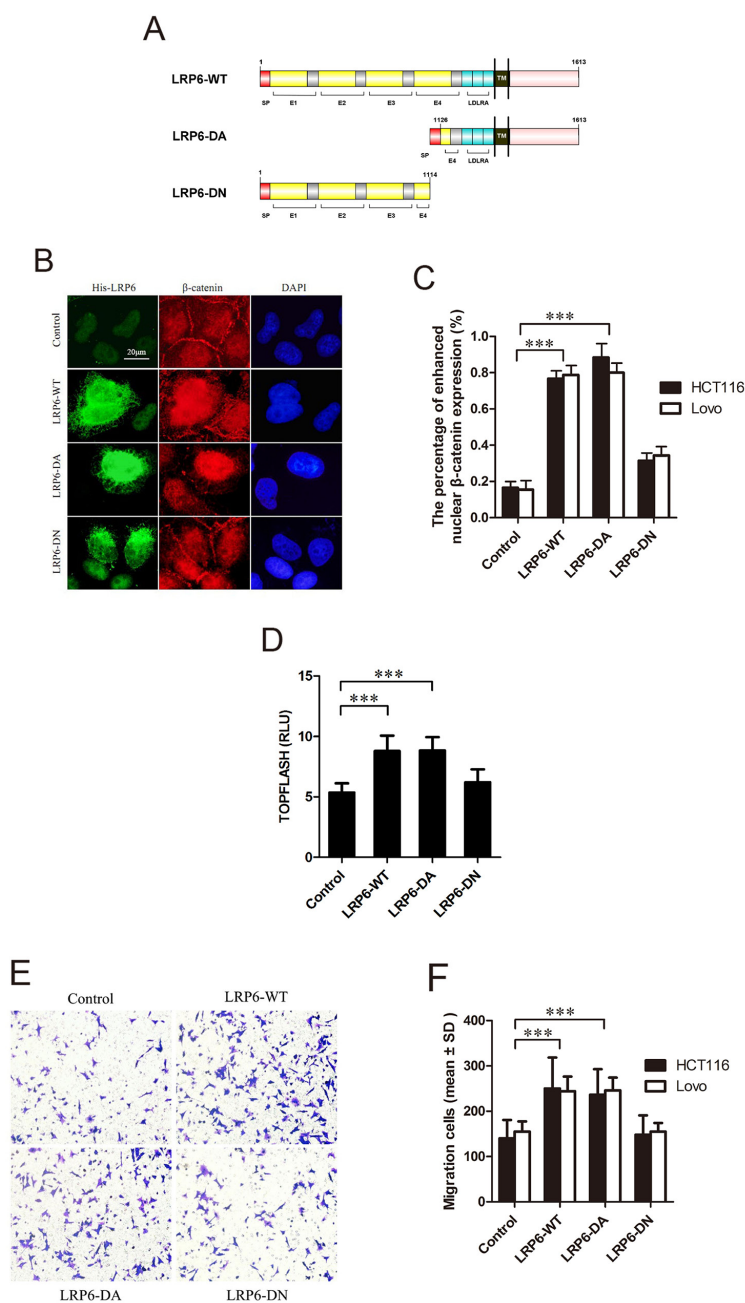 A
1 1613
LRP6-WT
TM
SP E1 E2 E3 E4 LDLRA
1126 1613
LRP6-DA
TM
SP E4 LDLRA
1 1114
LRP6-DN
SP E1 E2 E3 E4
B
His-LRP6 β-catenin DAPI
Control
20μm
LRP6-WT
LRP6-DA
LRP6-DN
C
The percentage of enhanced
nuclear β-catenin expression (%)
1.0
0.8
0.6
0.4
0.2
0.0
***
***
HCT116
Lovo
Control LRP6-WT LRP6-DA LRP6-DN
D
TOPFLASH (RLU)
15
10
5
0
***
***
Control LRP6-WT LRP6-DA LRP6-DN
E
Control LRP6-WT
LRP6-DA LRP6-DN
F
Migration cells (mean ± SD )
400
300
200
100
0
***
***
HCT116
Lovo
Control LRP6-WT LRP6-DA LRP6-DN